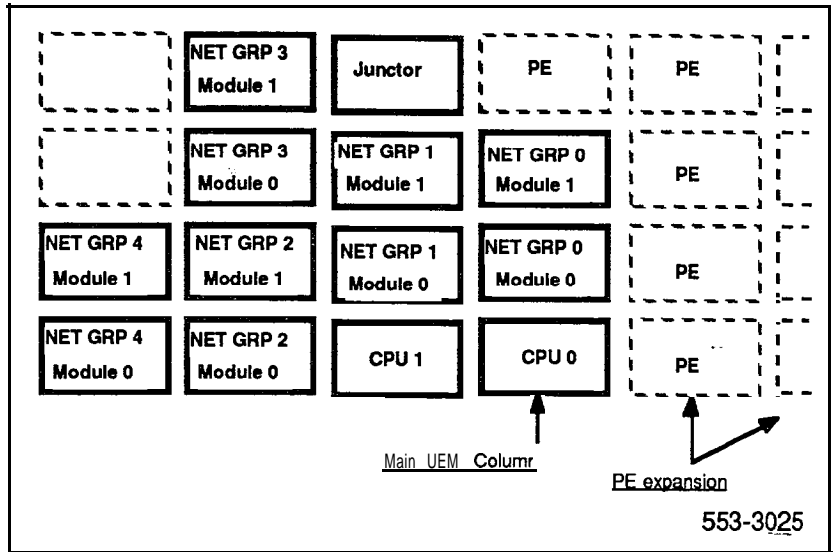 NET GRP 3
Module 1
Junctor
PE
PE
NET GRP 3
Module 0
NET GRP 1
Module 1
NET GRP 0
Module 1
PE
NET GRP 4
Module 1
NET GRP 2
Module 1
NET GRP 1
Module 0
NET GRP 0
Module 0
PE
NET GRP 4
Module 0
NET GRP 2
Module 0
CPU 1
CPU 0
PE
Main UEM Columr
PE expansion
553-3025